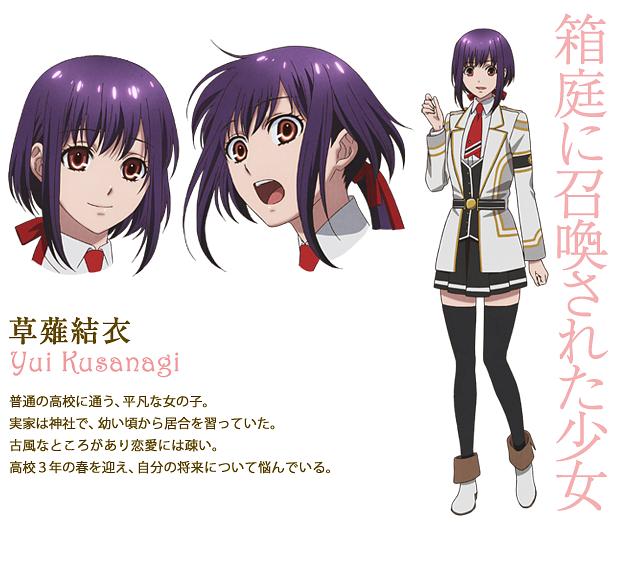 箱庭に召喚された少女
草薙結衣
Yui Kusanagi
普通の高校に通う、平凡な女の子。
実家は神社で、幼い頃から居合を習っていた。
古風なところがあり恋愛には疎い。
高校３年の春を迎え、自分の将来について悩んでいる。